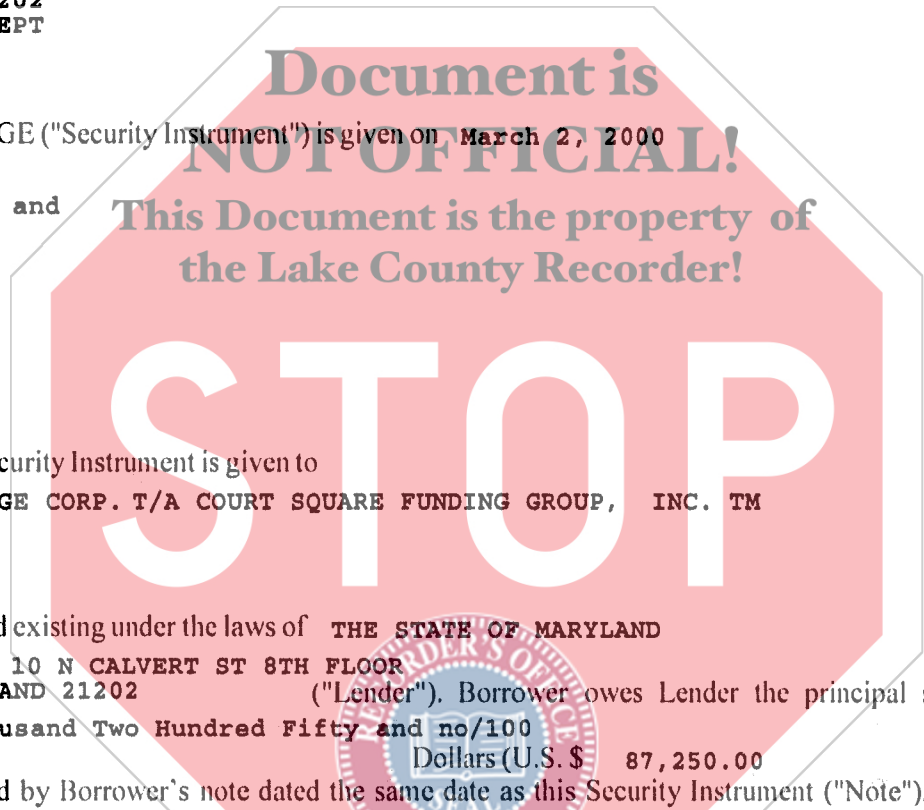 202
EPT
Document is
GE ("Security Instrument") is given on March 2, 2000
NOT OFFICIAL!
and
This Document is the property of
the Lake County Recorder!
STOP
curity Instrument is given to
GE CORP. T/A COURT SQUARE FUNDING GROUP, INC. TM
d existing under the laws of THE STATE OF MARYLAND
10 N CALVERT ST 8TH FLOOR
AND 21202 ("Lender"). Borrower owes Lender the principal s
usand Two Hundred Fifty and no/100
Dollars (U.S. $ 87,250.00
d by Borrower's note dated the same date as this Security Instrument ("Note")
RECORDER'S OFFICE
SEAL